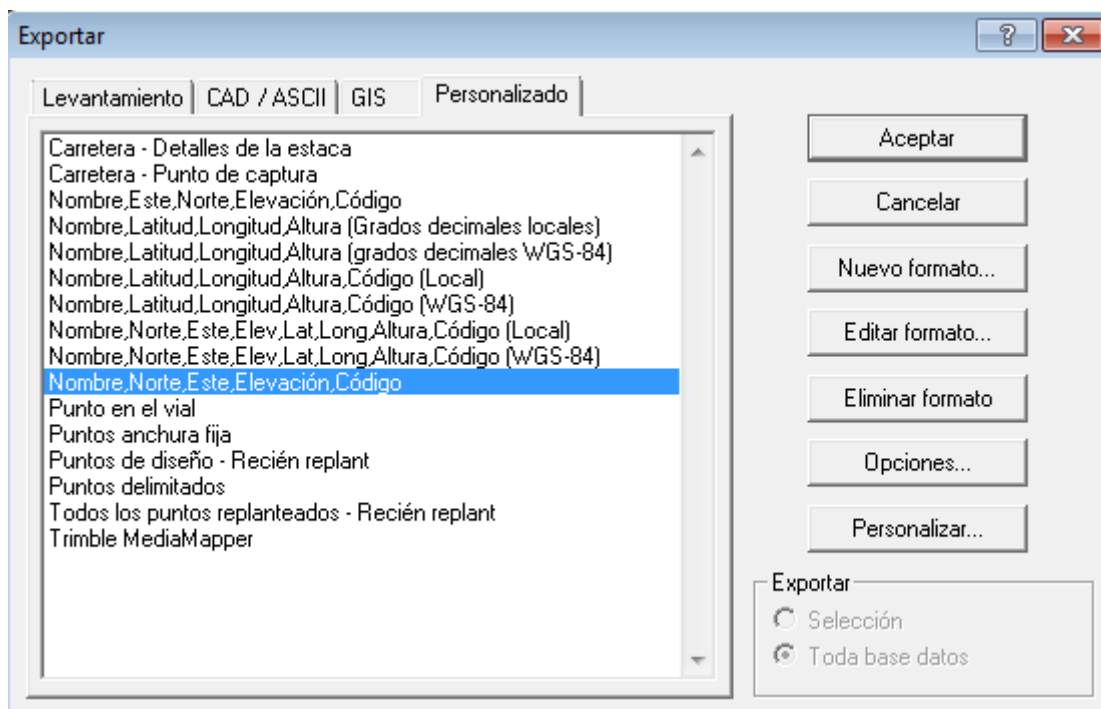 Exportar
Levantamiento
CAD / ASCII
GIS
Personalizado
Carretera - Detalles de la estaca
Carretera - Punto de captura
Nombre,Este,Norte,Elevación,Código
Nombre,Latitud,Longitud,Altura (Grados decimales locales)
Nombre,Latitud,Longitud,Altura (grados decimales WGS-84)
Nombre,Latitud,Longitud,Altura,Código (Local)
Nombre,Latitud,Longitud,Altura,Código (WGS-84)
Nombre,Norte,Este,Elev,Lat,Long,Altura,Código (Local)
Nombre,Norte,Este,Elev,Lat,Long,Altura,Código (WGS-84)
Nombre,Norte,Este,Elevación,Código
Punto en el vial
Puntos anchura fija
Puntos de diseño - Recién replant
Puntos delimitados
Todos los puntos replanteados - Recién replant
Trimble MediaMapper
Aceptar
Cancelar
Nuevo formato...
Editar formato...
Eliminar formato
Opciones...
Personalizar...
Exportar
Selección
Toda base datos